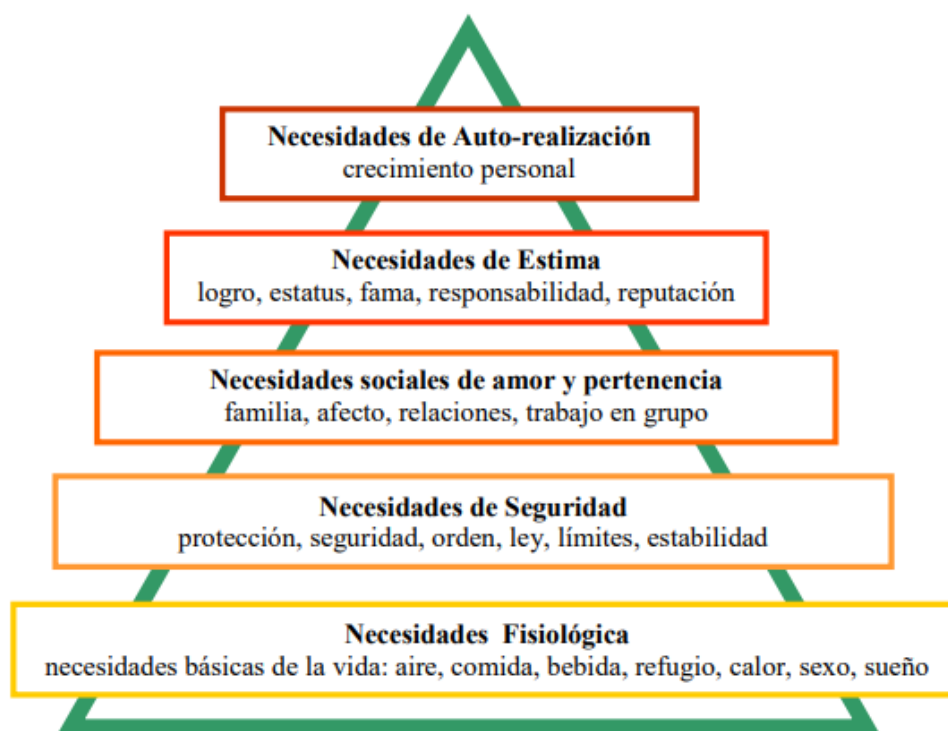 Necesidades de Auto-realización
crecimiento personal
Necesidades de Estima
logro, estatus, fama, responsabilidad, reputación
Necesidades sociales de amor y pertenencia
familia, afecto, relaciones, trabajo en grupo
Necesidades de Seguridad
protección, seguridad, orden, ley, límites, estabilidad
Necesidades Fisiológica
necesidades básicas de la vida: aire, comida, bebida, refugio, calor, sexo, sueño